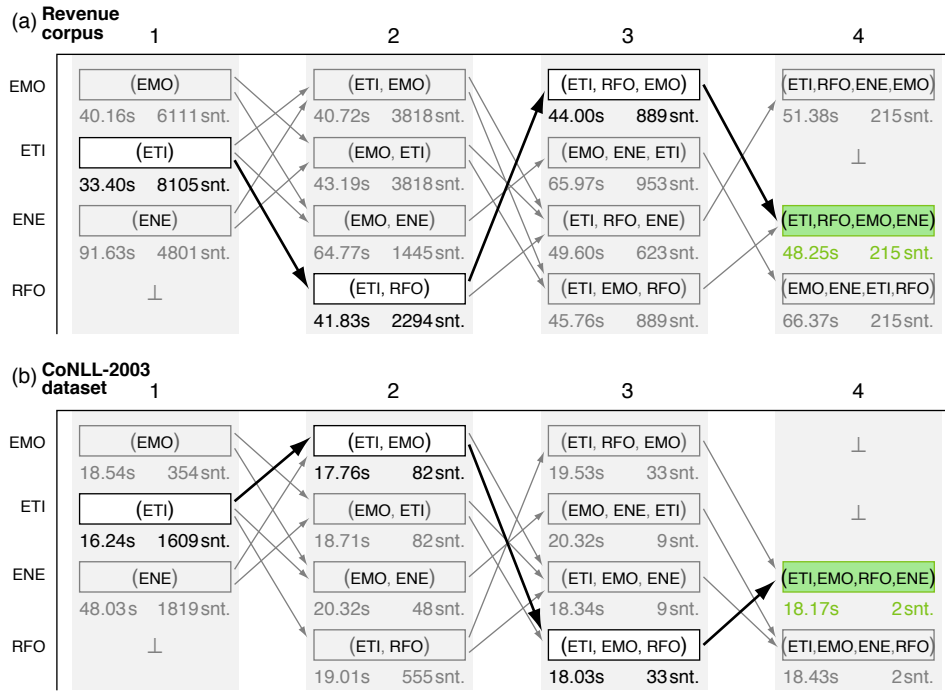 (a) Revenue
corpus
1 2 3 4
EMO (EMO) (ETI, EMO) (ETI, RFO, EMO) (ETI,RFO,ENE,EMO)
40.16s 6111 snt. 40.72s 3818 snt. 44.00s 889 snt. 51.38s 215 snt.
ETI (ETI) (EMO, ETI) (EMO, ENE, ETI) ⊥
33.40s 8105 snt. 43.19s 3818 snt. 65.97s 953 snt.
ENE (ENE) (EMO, ENE) (ETI, RFO, ENE) (ETI,RFO,EMO,ENE)
91.63s 4801 snt. 64.77s 1445 snt. 49.60s 623 snt. 48.25s 215 snt.
RFO ⊥ (ETI, RFO) (ETI, EMO, RFO) (EMO,ENE,ETI,RFO)
41.83s 2294 snt. 45.76s 889 snt. 66.37s 215 snt.
(b) CoNLL-2003
dataset
1 2 3 4
EMO (EMO) (ETI, EMO) (ETI, RFO, EMO) ⊥
18.54s 354 snt. 17.76s 82 snt. 19.53s 33 snt.
ETI (ETI) (EMO, ETI) (EMO, ENE, ETI) ⊥
16.24s 1609 snt. 18.71s 82 snt. 20.32s 9 snt.
ENE (ENE) (EMO, ENE) (ETI, EMO, ENE) (ETI,EMO,RFO,ENE)
48.03s 1819 snt. 20.32s 48 snt. 18.34s 9 snt. 18.17s 2 snt.
RFO ⊥ (ETI, RFO) (ETI, EMO, RFO) (ETI,EMO,ENE,RFO)
19.01s 555 snt. 18.03s 33 snt. 18.43s 2 snt.